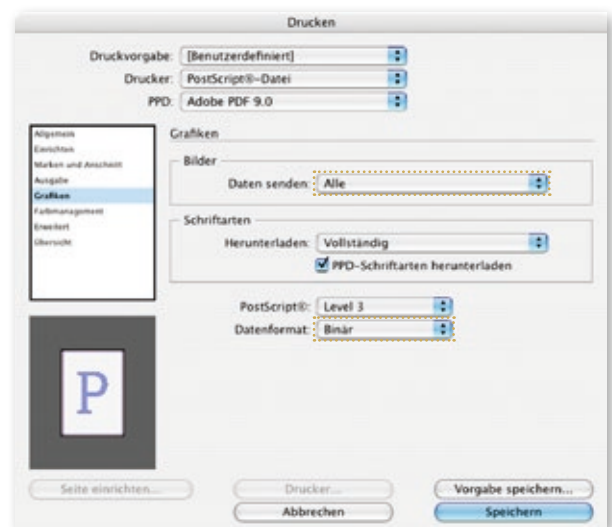 Drucken
Druckvorgabe: [Benutzerdefiniert]
Drucker: PostScript®-Datei
PPD: Adobe PDF 9.0
Allgemein
Einrichten
Marken und Anschnitt
Ausgabe
Grafiken
Farbmanagement
Erweitert
Übersicht
Grafiken
Bilder
Daten senden: Alle
Schriftarten
Herunterladen: Vollständig
PPD-Schriftarten herunterladen
PostScript®: Level 3
Datenformat: Binär
P
Seite einrichten... Drucker... Vorgabe speichern...
Abbrechen Speichern